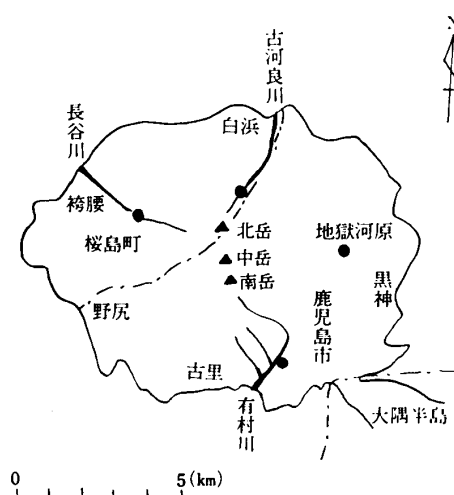 古河良川
N
長谷川
白浜
袴腰
北岳
地獄河原
桜島町
中岳
黒神
南岳
野尻
鹿児島市
古里
有村川
大隅半島
0 5(km)